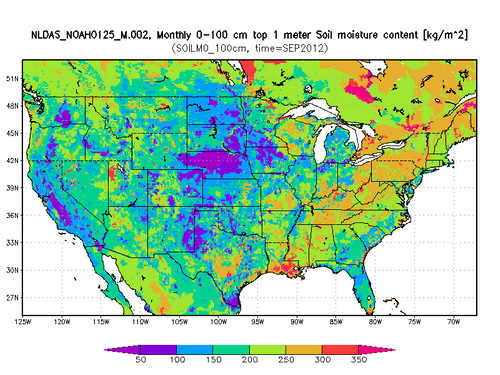 NLDAS_NOAH0125_M.002, Monthly 0-100 cm top 1 meter Soil moisture content [kg/m^2]
(SOILM0_100cm, time=SEP2012)
51N
48N
45N
42N
39N
36N
33N
30N
27N
125W 120W 115W 110W 105W 100W 95W 90W 85W 80W 75W 70W
50 100 150 200 250 300 350